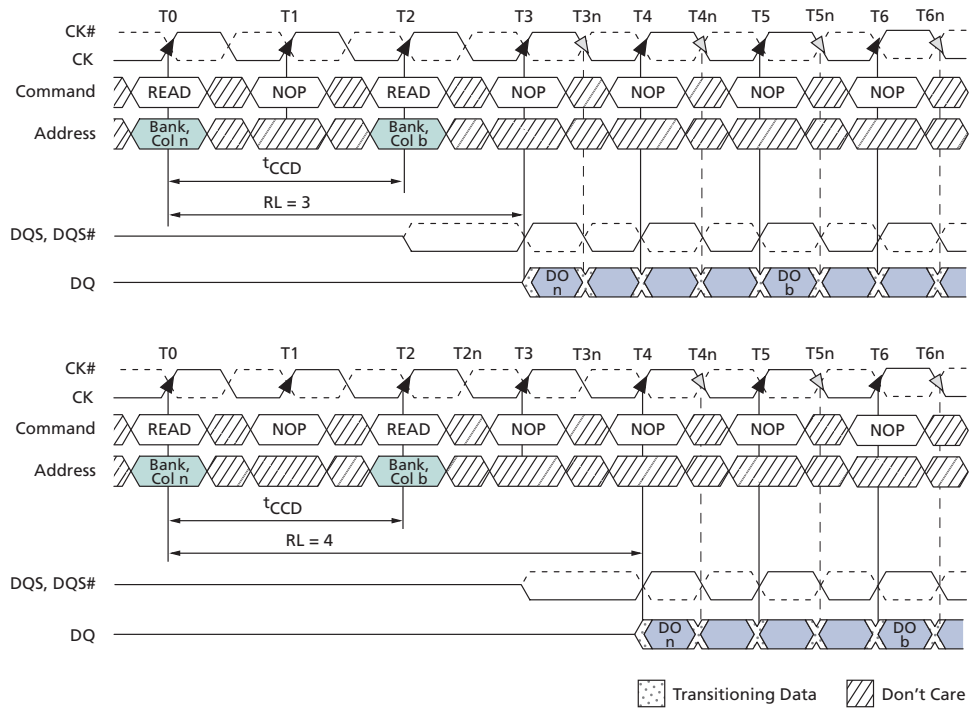 T0 T1 T2 T3 T3n T4 T4n T5 T5n T6 T6n
CK#
CK
Command READ NOP READ NOP NOP NOP NOP
Address Bank, Col n Bank, Col b
tCCD
RL = 3
DQS, DQS#
DQ DO n DO b
T0 T1 T2 T2n T3 T3n T4 T4n T5 T5n T6 T6n
CK#
CK
Command READ NOP READ NOP NOP NOP NOP
Address Bank, Col n Bank, Col b
tCCD
RL = 4
DQS, DQS#
DQ DO n DO b
Transitioning Data Don't Care